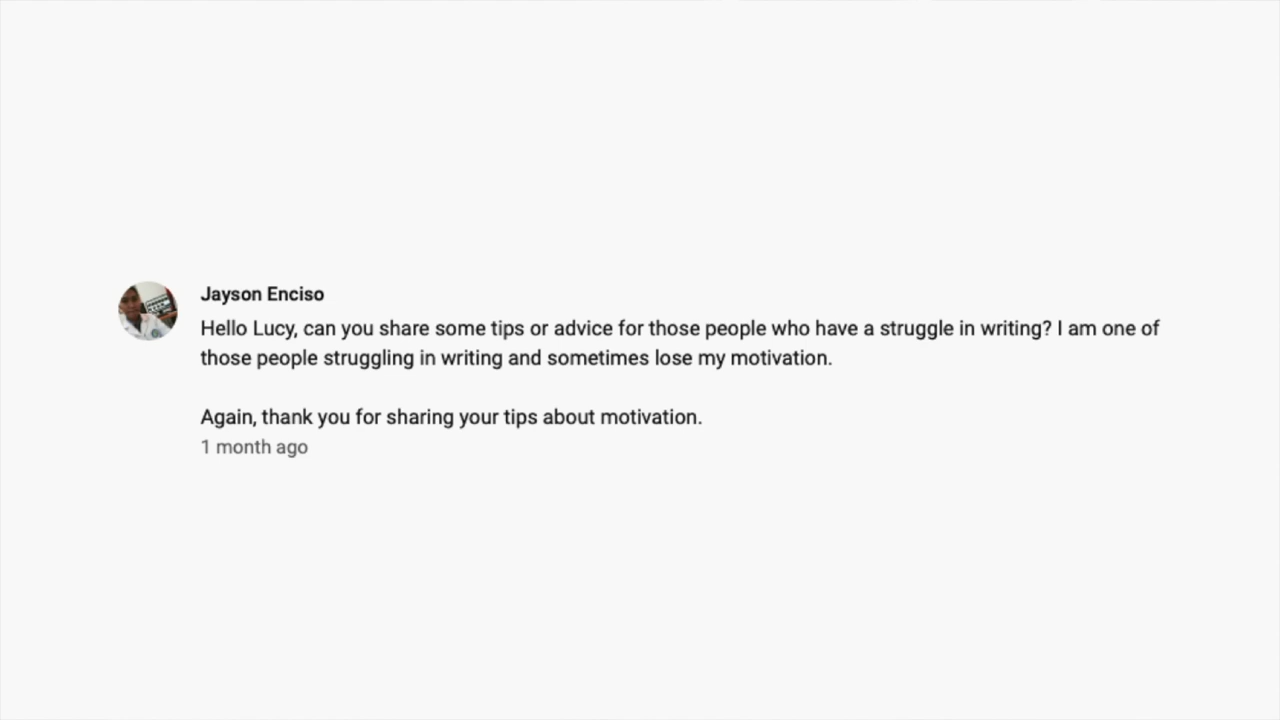 Jayson Enciso
Hello Lucy, can you share some tips or advice for those people who have a struggle in writing? I am one of
those people struggling in writing and sometimes lose my motivation.
Again, thank you for sharing your tips about motivation.
1 month ago